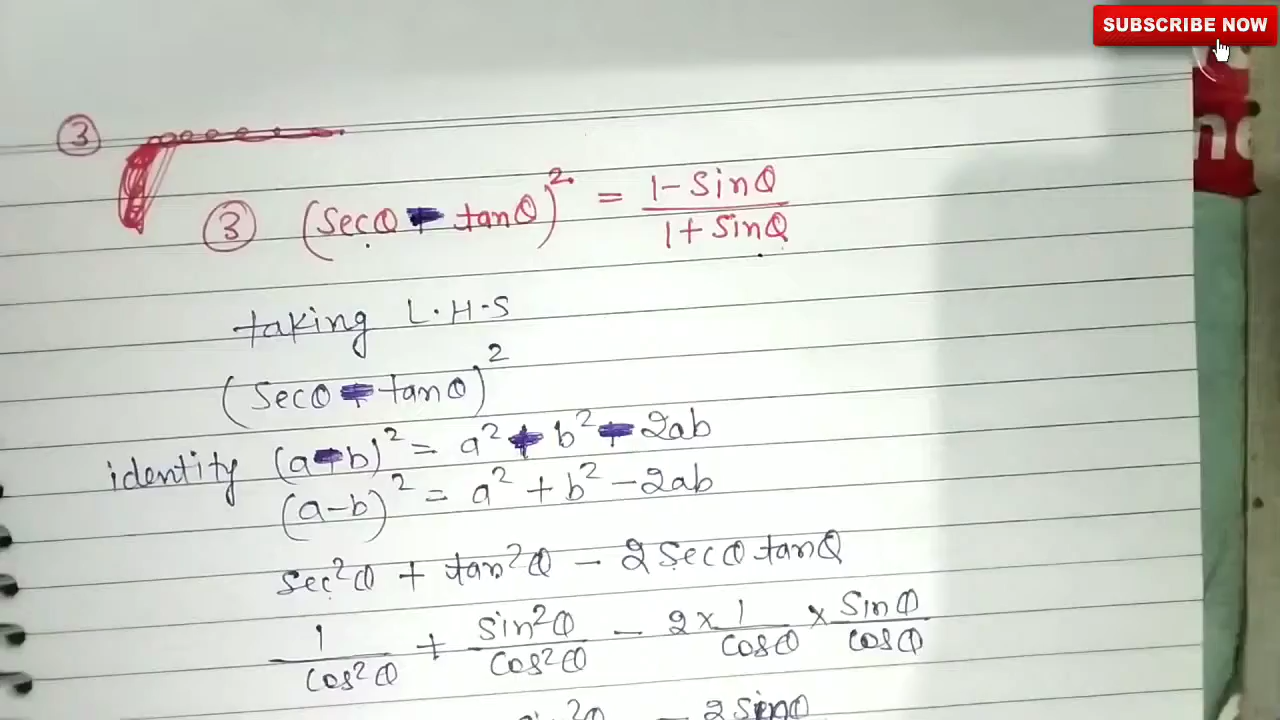 SUBSCRIBE NOW
③
③ (secθ - tanθ)² = 1 - sinθ / 1 + sinθ
taking L.H.S
(secθ - tanθ)²
identity (a - b)² = a² + b² - 2ab
(a - b)² = a² + b² - 2ab
sec²θ + tan²θ - 2 secθ tanθ
1 / cos²θ + sin²θ / cos²θ - 2 × 1 / cosθ × sinθ / cosθ
- 2 sinθ